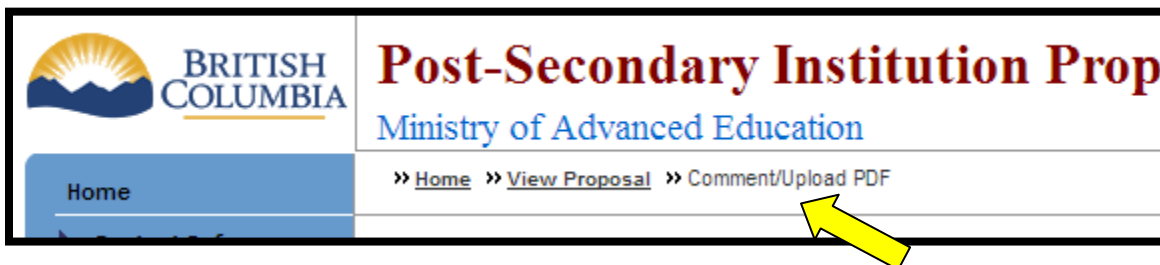 BRITISH
COLUMBIA
Post-Secondary Institution Prop
Ministry of Advanced Education
Home
» Home » View Proposal » Comment/Upload PDF